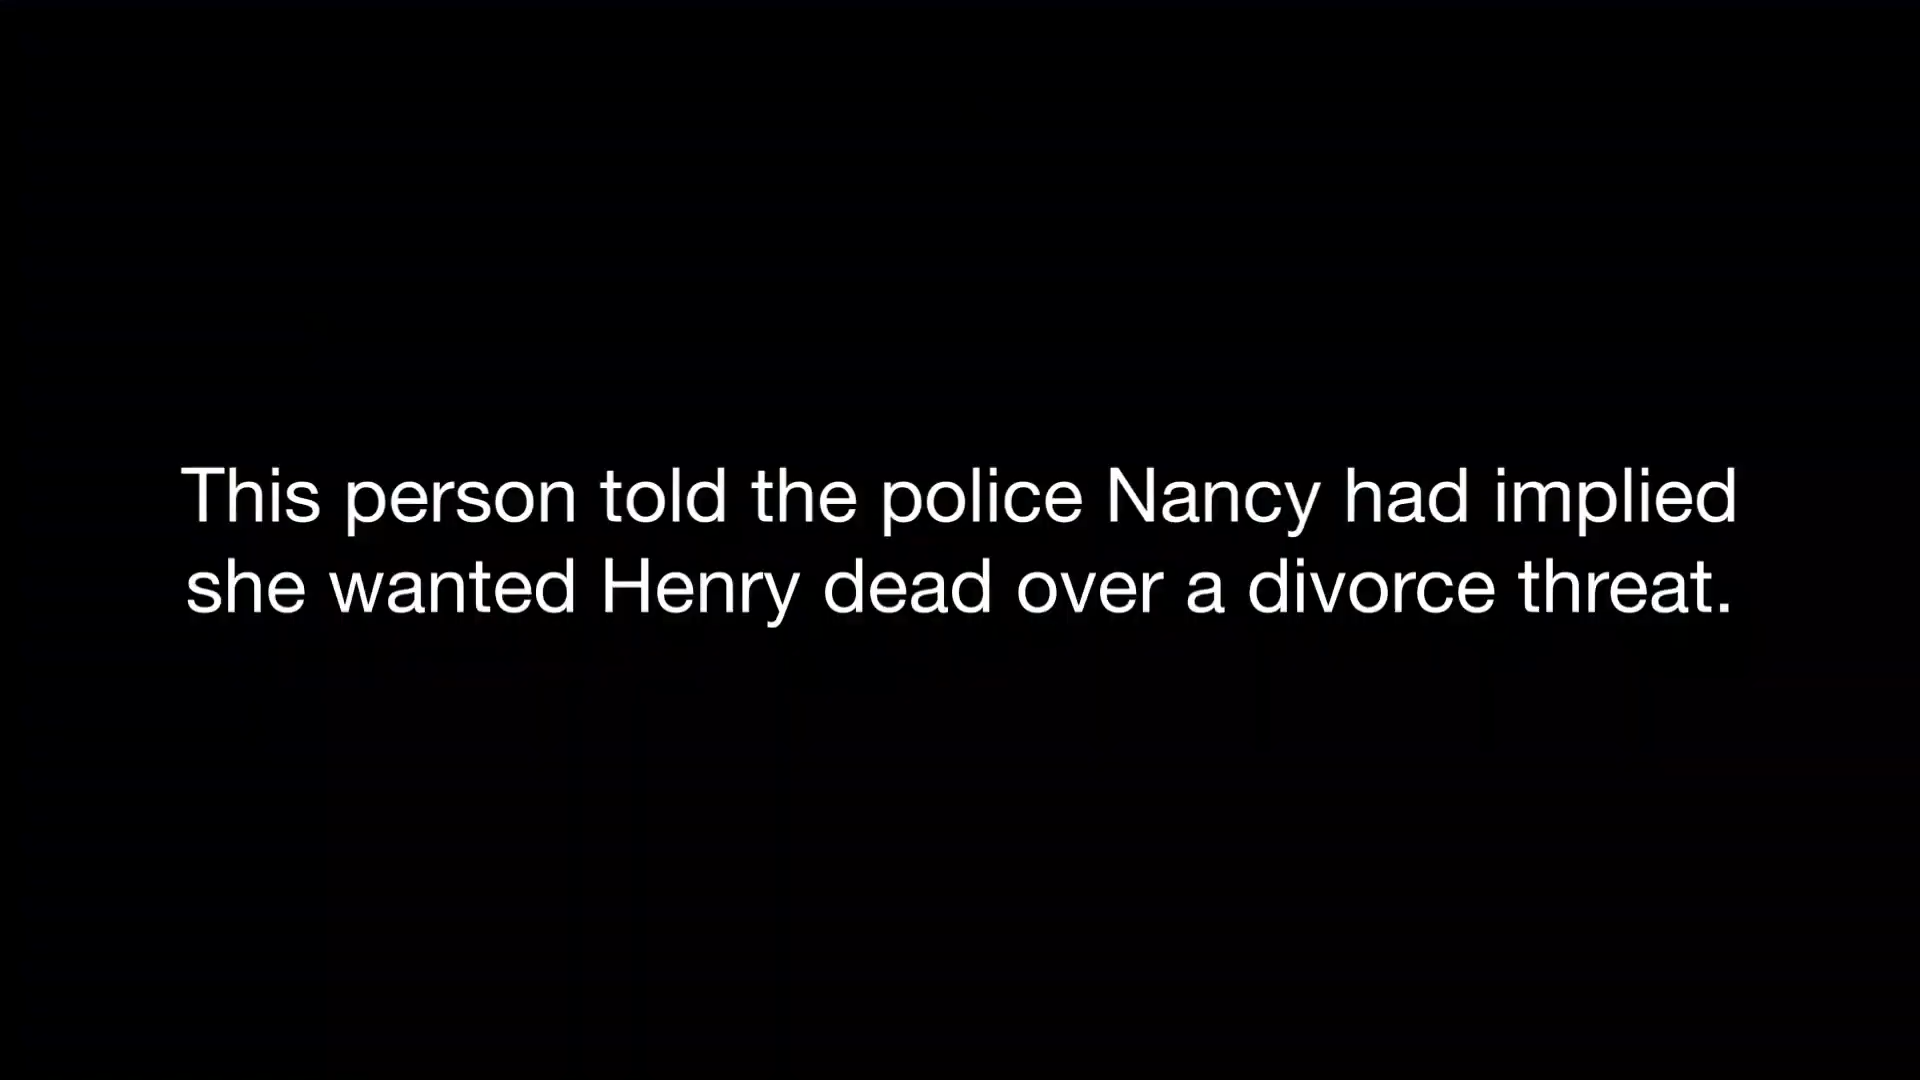 This person told the police Nancy had implied
she wanted Henry dead over a divorce threat.